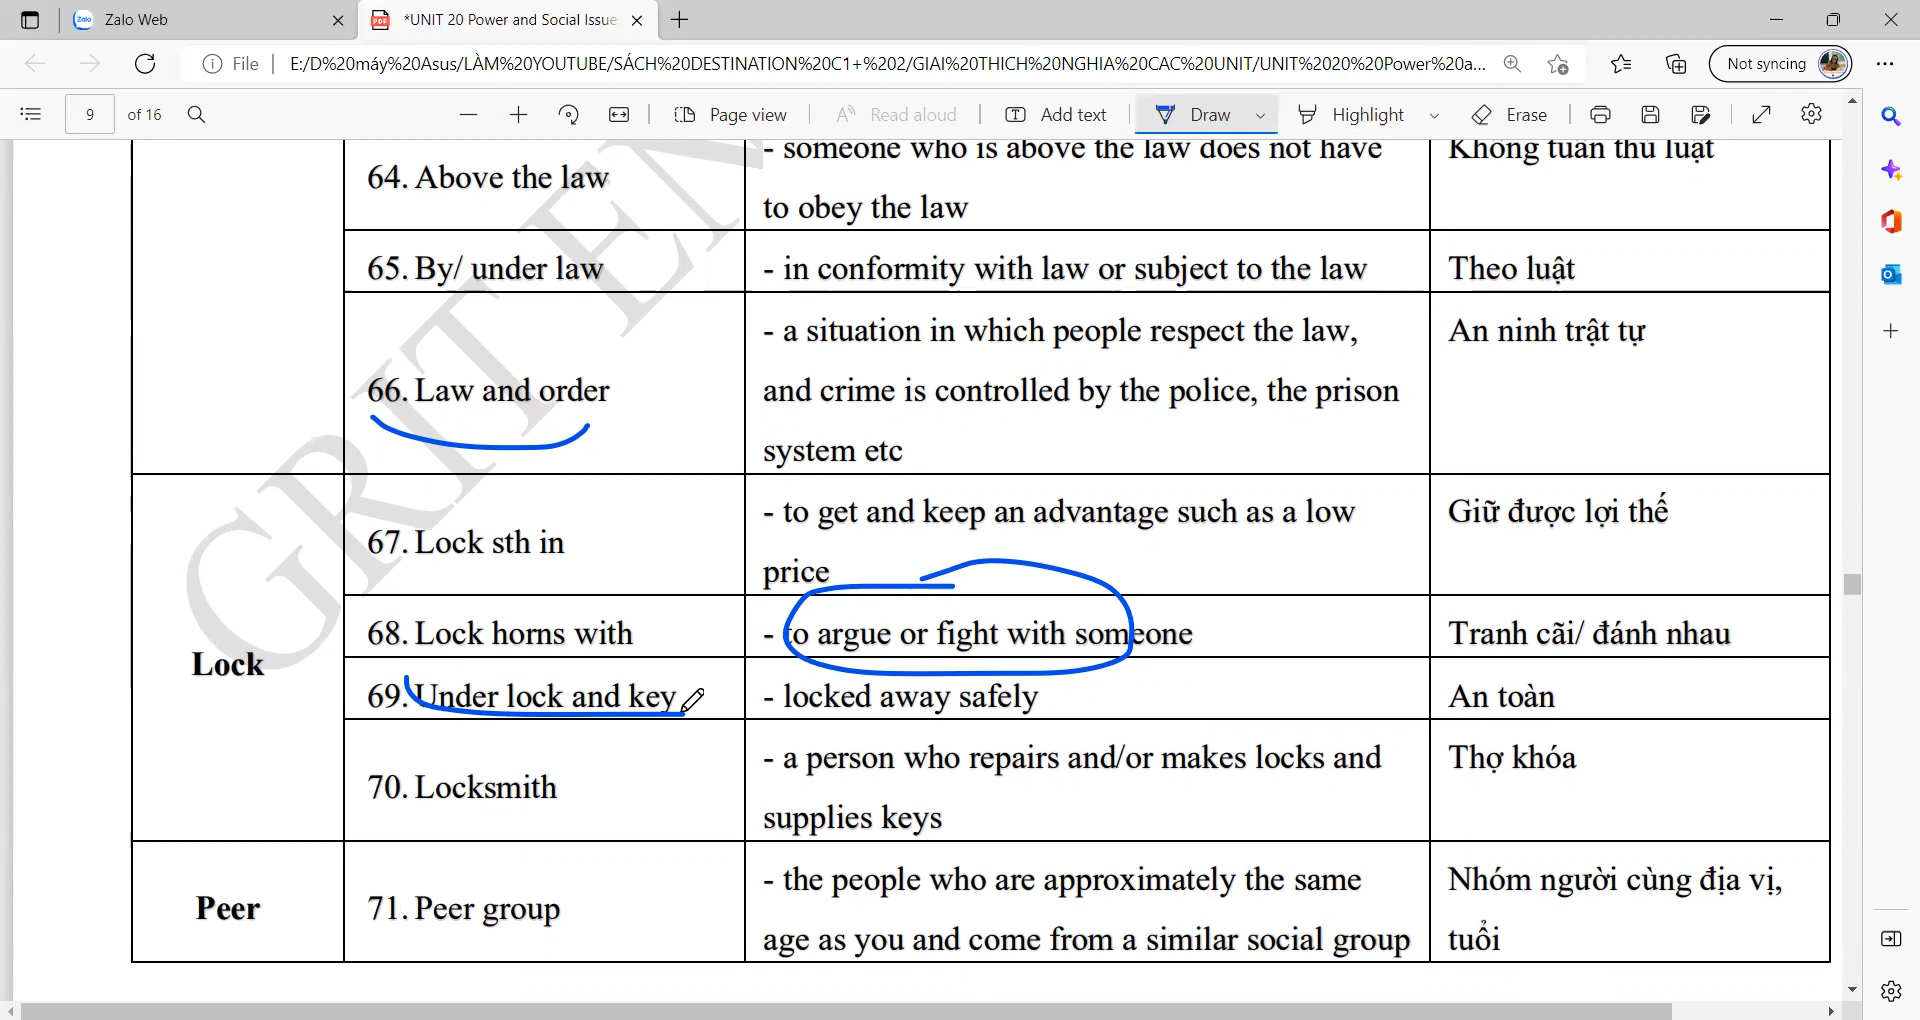 Zalo Web
*UNIT 20 Power and Social Issue
File
E:/D%20máy%20Asus/LÀM%20YOUTUBE/SÁCH%20DESTINATION%20C1+%202/GIAI%20THICH%20NGHIA%20CAC%20UNIT/UNIT%2020%20Power%20a...
Not syncing
9 of 16
Page view
Read aloud
Add text
Draw
Highlight
Erase
GRIT EN
64. Above the law
- someone who is above the law does not have
to obey the law
Không tuân thủ luật
65. By/ under law
- in conformity with law or subject to the law
Theo luật
66. Law and order
- a situation in which people respect the law,
and crime is controlled by the police, the prison
system etc
An ninh trật tự
Lock
67. Lock sth in
- to get and keep an advantage such as a low
price
Giữ được lợi thế
68. Lock horns with
- to argue or fight with someone
Tranh cãi/ đánh nhau
69. Under lock and key
- locked away safely
An toàn
70. Locksmith
- a person who repairs and/or makes locks and
supplies keys
Thợ khóa
Peer
71. Peer group
- the people who are approximately the same
age as you and come from a similar social group
Nhóm người cùng địa vị,
tuổi